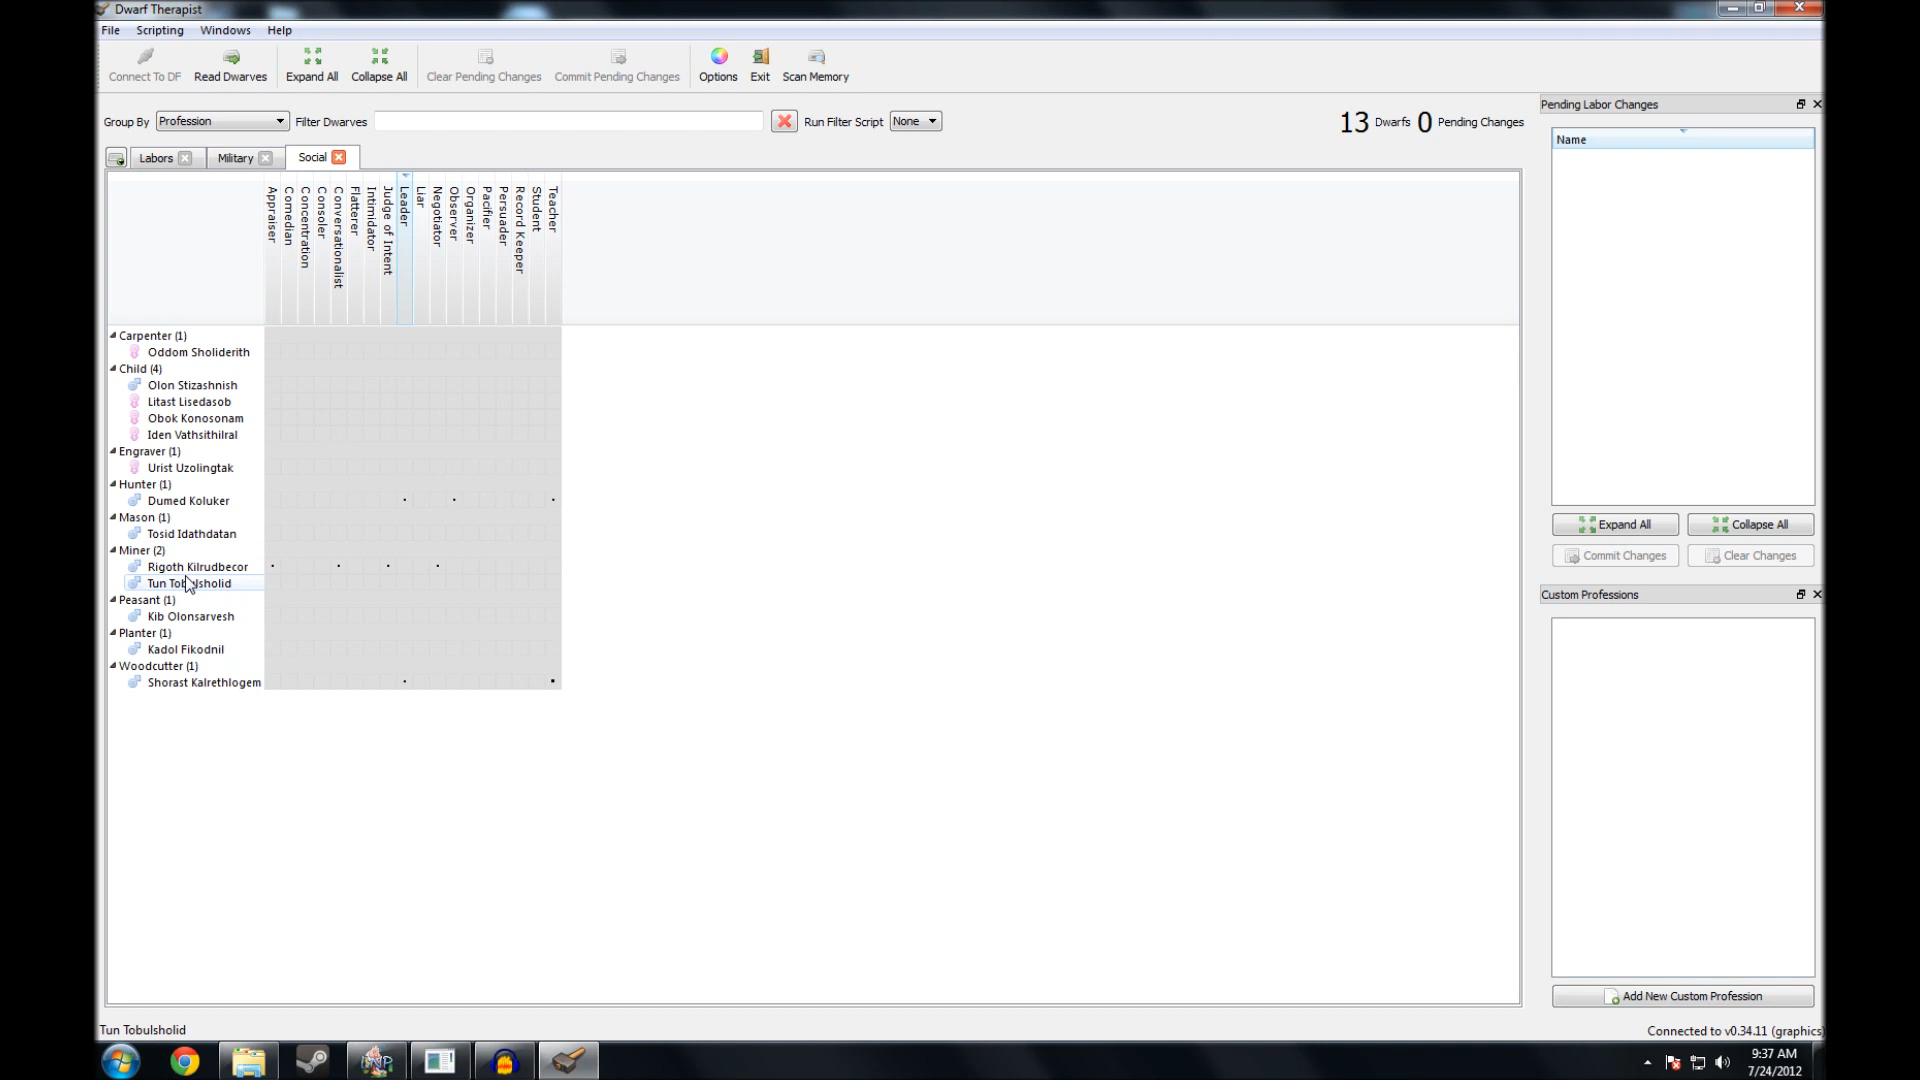 Dwarf Therapist
File Scripting Windows Help
Connect To DF Read Dwarves Expand All Collapse All Clear Pending Changes Commit Pending Changes Options Exit Scan Memory
Group By Profession Filter Dwarves Run Filter Script None 13 Dwarfs 0 Pending Changes
Labors Military Social
Appraiser
Comedian
Concentration
Consoler
Conversationalist
Flatterer
Intimidator
Judge of Intent
Leader
Liar
Negotiator
Observer
Organizer
Pacifier
Persuader
Record Keeper
Student
Teacher
Carpenter (1)
Oddom Sholiderith
Child (4)
Olon Stizashnish
Litast Lisedasob
Obok Konosonam
Iden Vathsithilral
Engraver (1)
Urist Uzolingtak
Hunter (1)
Dumed Koluker
Mason (1)
Tosid Idathdatan
Miner (2)
Rigoth Kilrudbecor
Tun Tobulsholid
Peasant (1)
Kib Olonsarvesh
Planter (1)
Kadol Fikodnil
Woodcutter (1)
Shorast Kalrethlogem
Pending Labor Changes
Name
Expand All Collapse All
Commit Changes Clear Changes
Custom Professions
Add New Custom Profession
Tun Tobulsholid
Connected to v0.34.11 (graphics)
9:37 AM
7/24/2012